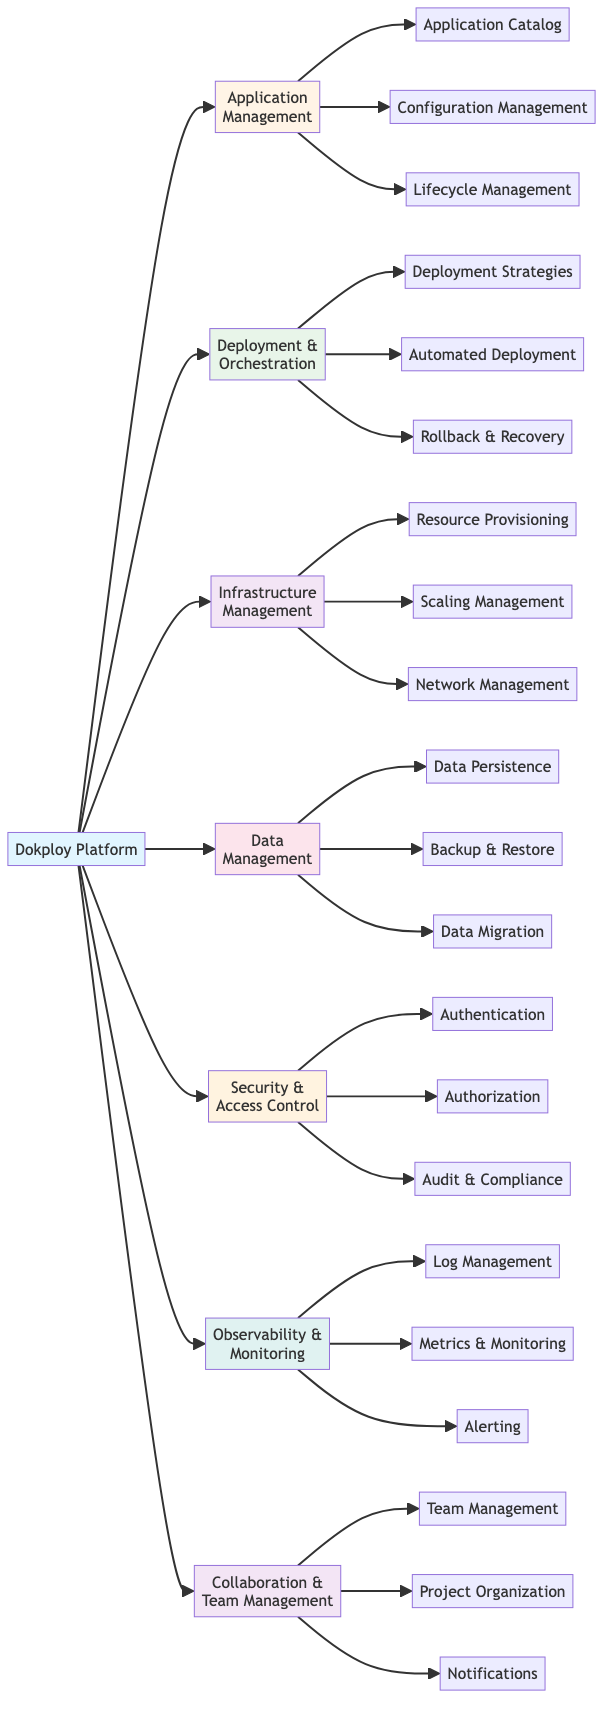 Application Catalog
Application
Management
Configuration Management
Lifecycle Management
Deployment Strategies
Deployment &
Orchestration
Automated Deployment
Rollback & Recovery
Resource Provisioning
Infrastructure
Management
Scaling Management
Network Management
Data Persistence
Dokploy Platform
Data
Management
Backup & Restore
Data Migration
Authentication
Security &
Access Control
Authorization
Audit & Compliance
Log Management
Observability &
Monitoring
Metrics & Monitoring
Alerting
Team Management
Collaboration &
Team Management
Project Organization
Notifications